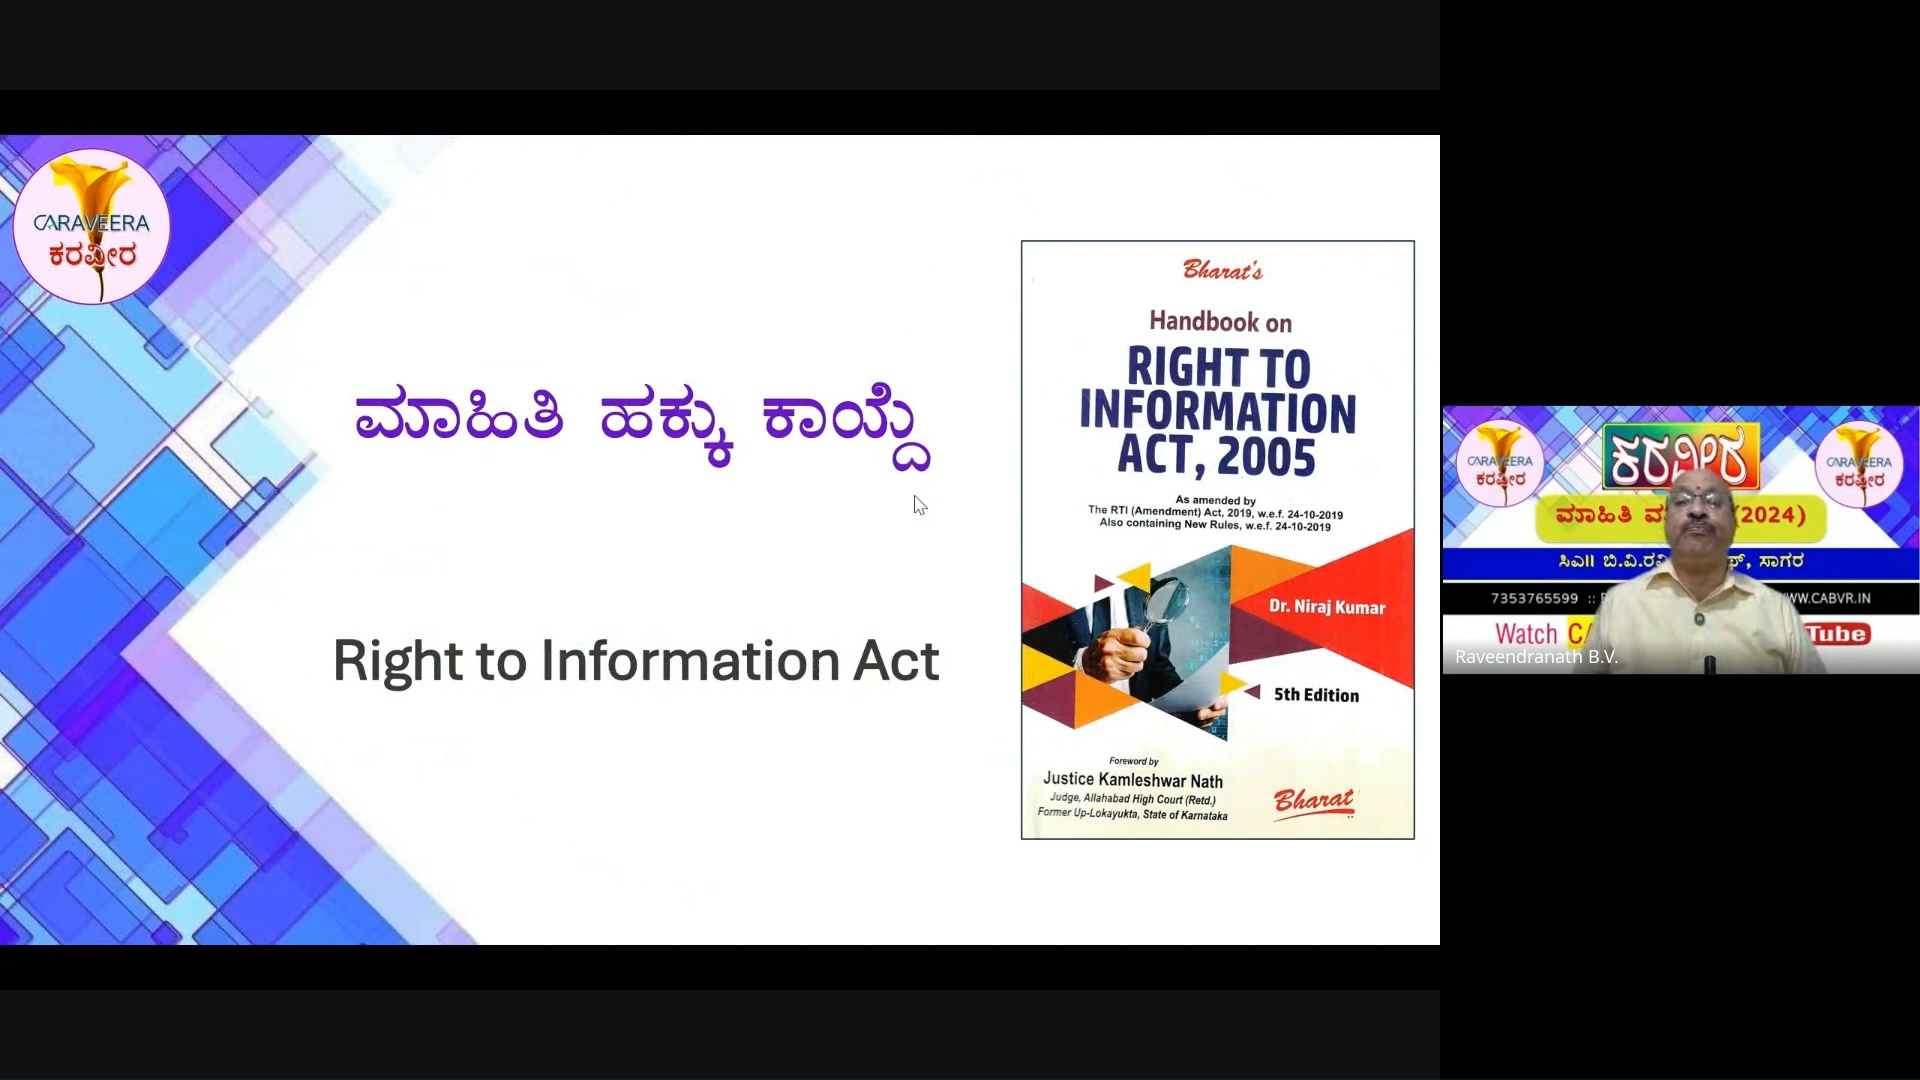 CARAVEERA
ಕರವೀರ
ಮಾಹಿತಿ ಹಕ್ಕು ಕಾಯ್ದೆ
Right to Information Act
Bharat's
Handbook on
RIGHT TO
INFORMATION
ACT, 2005
As amended by
The RTI (Amendment) Act, 2019, w.e.f. 24-10-2019
Also containing New Rules, w.e.f. 24-10-2019
Dr. Niraj Kumar
5th Edition
Foreword by
Justice Kamleshwar Nath
Judge, Allahabad High Court (Retd.)
Former Up-Lokayukta, State of Karnataka
Bharat
CARAVEERA
ಕರವೀರ
ಕರವೀರ
CARAVEERA
ಕರವೀರ
ಮಾಹಿತಿ (2024)
ಸಿಎ|| ಬಿ.ವಿ. ಸಾಗರ
7353765599 :: WWW.CABVR.IN
Watch Tube
Raveendranath B.V.